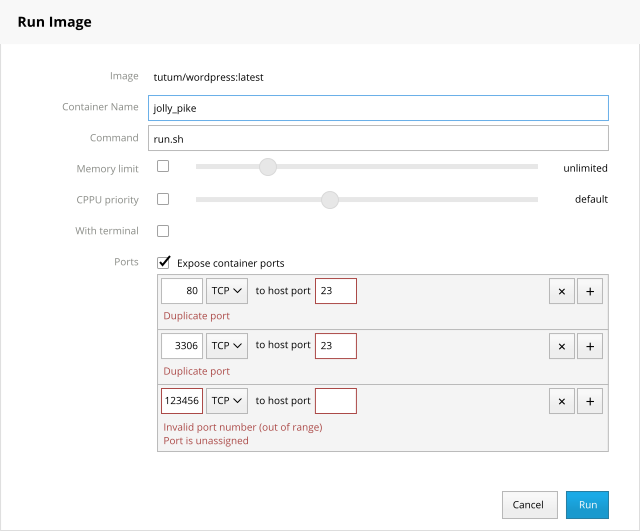 Run Image
Image tutum/wordpress:latest
Container Name jolly_pike
Command run.sh
Memory limit unlimited
CPPU priority default
With terminal
Ports Expose container ports
80 TCP to host port 23 × +
Duplicate port
3306 TCP to host port 23 × +
Duplicate port
123456 TCP to host port × +
Invalid port number (out of range)
Port is unassigned
Cancel Run